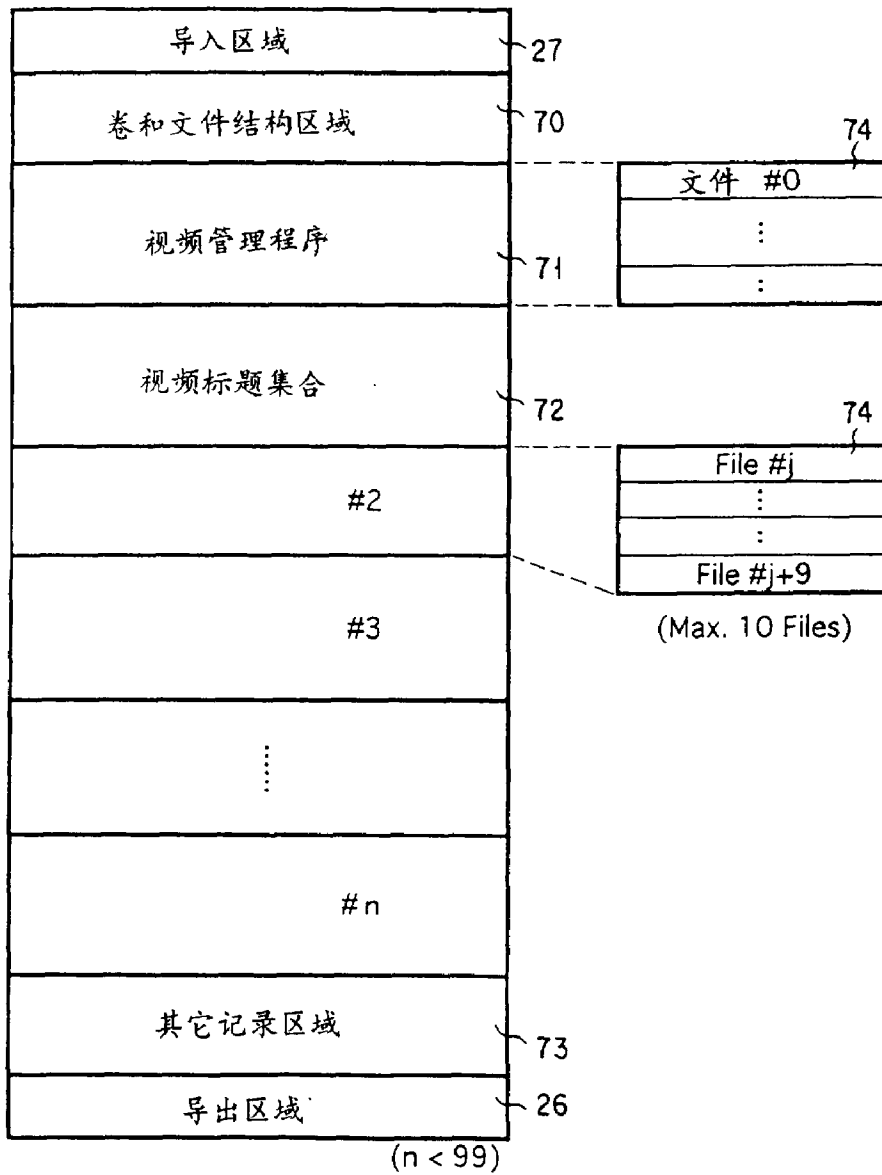 导入区域
27
卷和文件结构区域
70
视频管理程序
71
视频标题集合
72
#2
#3
......
#n
其它记录区域
73
导出区域
26
(n < 99)
74
文件 #0
⋮
:
74
File #j
⋮
:
File #j+9
(Max. 10 Files)